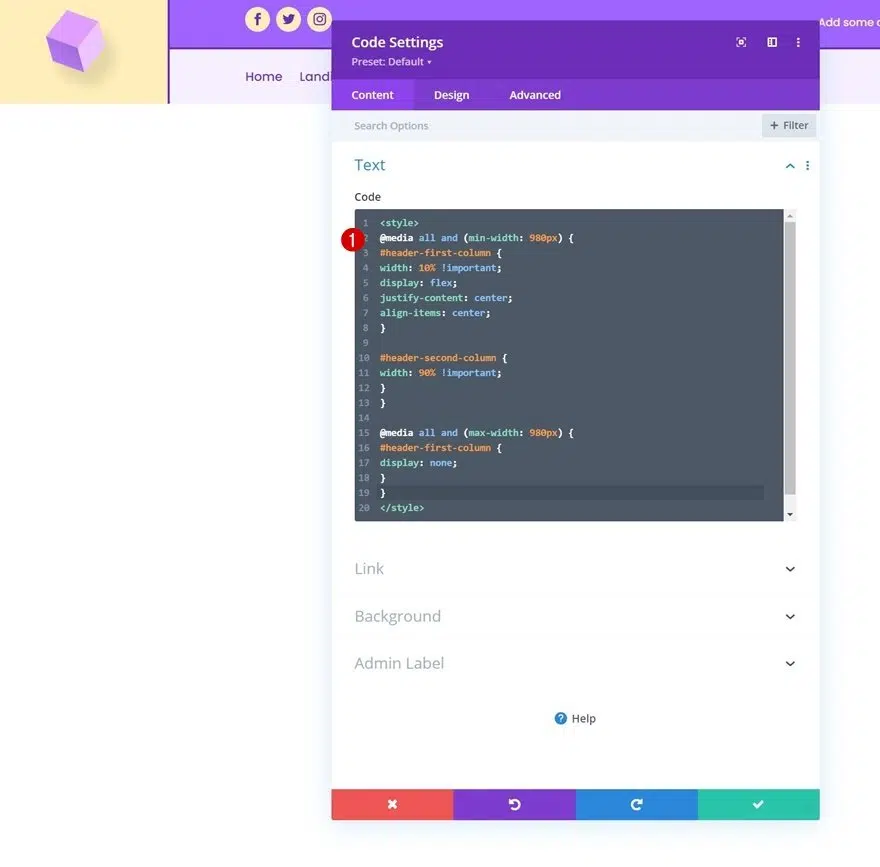 Add some
Home Land
Code Settings
Preset: Default
Content Design Advanced
Search Options
+ Filter
Text
Code
1
1 <style>
@media all and (min-width: 980px) {
3 #header-first-column {
4 width: 10% !important;
5 display: flex;
6 justify-content: center;
7 align-items: center;
8 }
9
10 #header-second-column {
11 width: 90% !important;
12 }
13 }
14
15 @media all and (max-width: 980px) {
16 #header-first-column {
17 display: none;
18 }
19 }
20 </style>
Link
Background
Admin Label
? Help